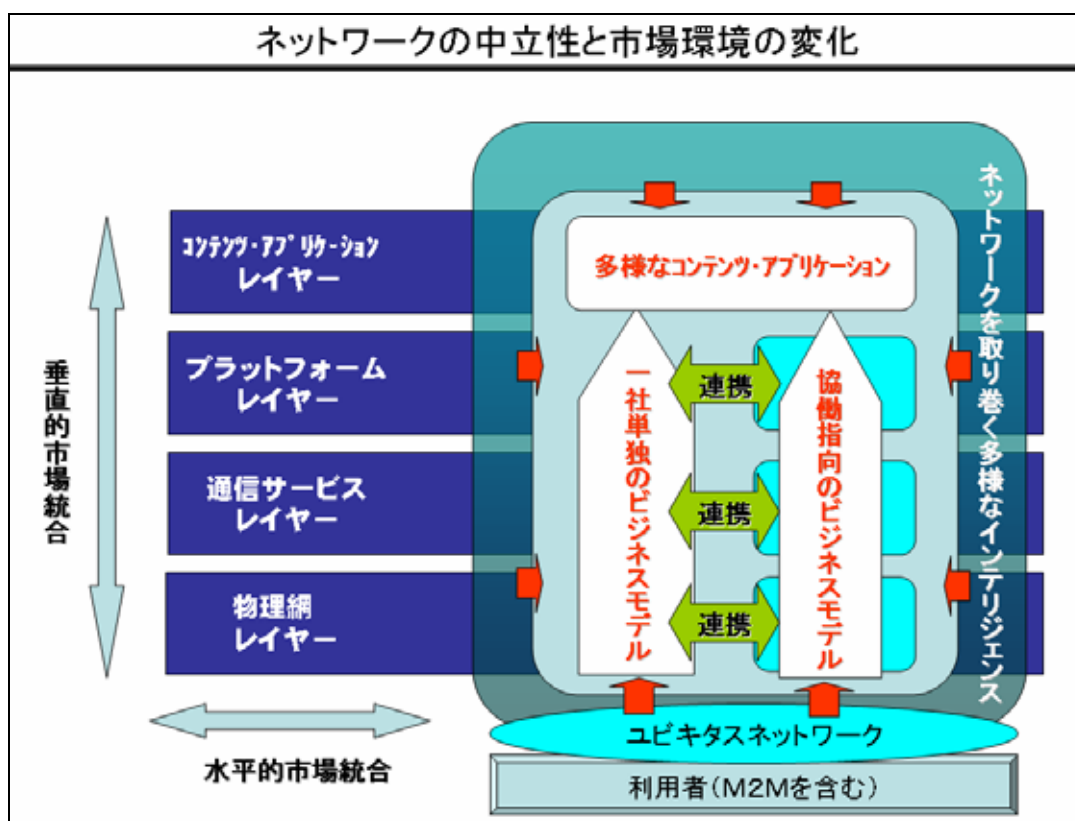 ネットワークの中立性と市場環境の変化
ｺﾝﾃﾝﾂ・ｱﾌﾟﾘｹｰｼｮﾝ
レイヤー
プラットフォーム
レイヤー
通信サービス
レイヤー
物理網
レイヤー
垂直的市場統合
水平的市場統合
多様なコンテンツ・アプリケーション
一社単独のビジネスモデル
連携
連携
連携
協働指向のビジネスモデル
ネットワークを取り巻く多様なインテリジェンス
ユビキタスネットワーク
利用者(M2Mを含む)